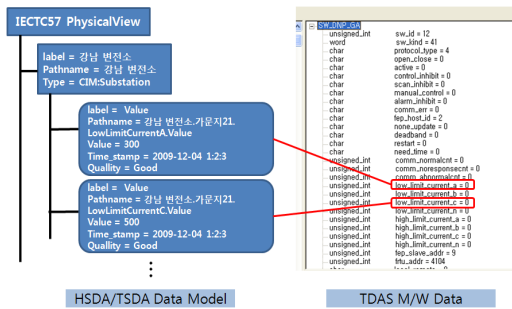 IECTC57 PhysicalView
label = 강남 변전소
Pathname = 강남 변전소
Type = CIM:Substation
label = Value
Pathname = 강남 변전소.가문지21.
LowLimitCurrentA.Value
Value = 300
Time_stamp = 2009-12-04 1:2:3
Quallity = Good
label = Value
Pathname = 강남 변전소.가문지21.
LowLimitCurrentC.Value
Value = 500
Time_stamp = 2009-12-04 1:2:3
Quallity = Good
HSDA/TSDA Data Model
SW_DNP_GA
unsigned_int sw_id = 12
word sw_kind = 41
char protocol_type = 4
char open_close = 0
char active = 0
char control_inhibit = 0
char scan_inhibit = 0
char manual_control = 0
char alarm_inhibit = 0
char comm_err = 0
char fep_host_id = 2
char none_update = 0
char deadband = 0
char restart = 0
char need_time = 0
unsigned_int comm_normalcnt = 0
unsigned_int comm_noresponsecnt = 0
unsigned_int comm_abnormalcnt = 0
unsigned_int low_limit_current_a = 0
unsigned_int low_limit_current_b = 0
unsigned_int low_limit_current_c = 0
unsigned_int low_limit_current_n = 0
unsigned_int high_limit_current_a = 0
unsigned_int high_limit_current_b = 0
unsigned_int high_limit_current_c = 0
unsigned_int high_limit_current_n = 0
unsigned_int fep_slave_addr = 9
unsigned_int frtu_addr = 4104
TDAS M/W Data